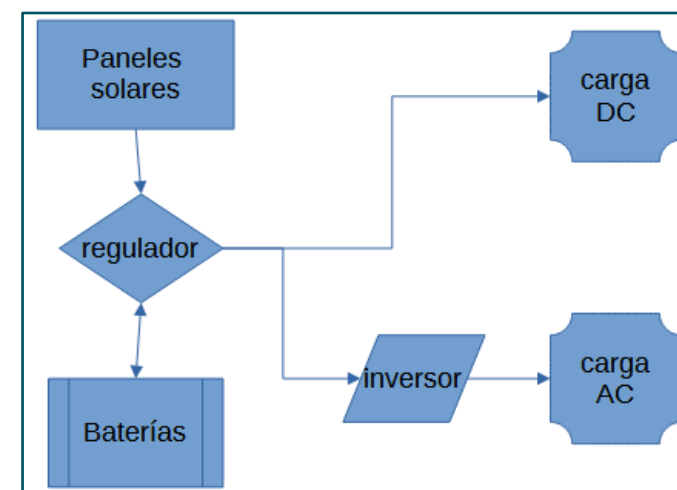 Paneles
solares
carga
DC
regulador
inversor
carga
AC
Baterías